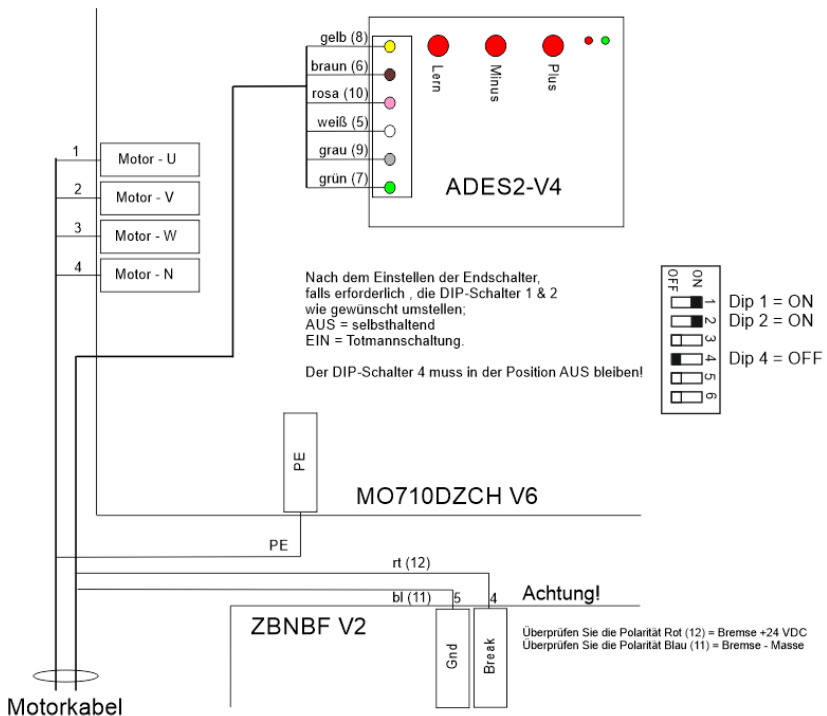 gelb (8)
braun (6)
rosa (10)
weiß (5)
grau (9)
grün (7)
Lern
Minus
Plus
ADES2-V4
1
Motor - U
2
Motor - V
3
Motor - W
4
Motor - N
Nach dem Einstellen der Endschalter,
falls erforderlich , die DIP-Schalter 1 & 2
wie gewünscht umstellen;
AUS = selbsthaltend
EIN = Totmannschaltung.
Der DIP-Schalter 4 muss in der Position AUS bleiben!
OFF ON
1 Dip 1 = ON
2 Dip 2 = ON
3
4 Dip 4 = OFF
5
6
PE
MO710DZCH V6
PE
rt (12)
bl (11) 5 4 Achtung!
ZBNBF V2
Gnd
Break
Überprüfen Sie die Polarität Rot (12) = Bremse +24 VDC
Überprüfen Sie die Polarität Blau (11) = Bremse - Masse
Motorkabel